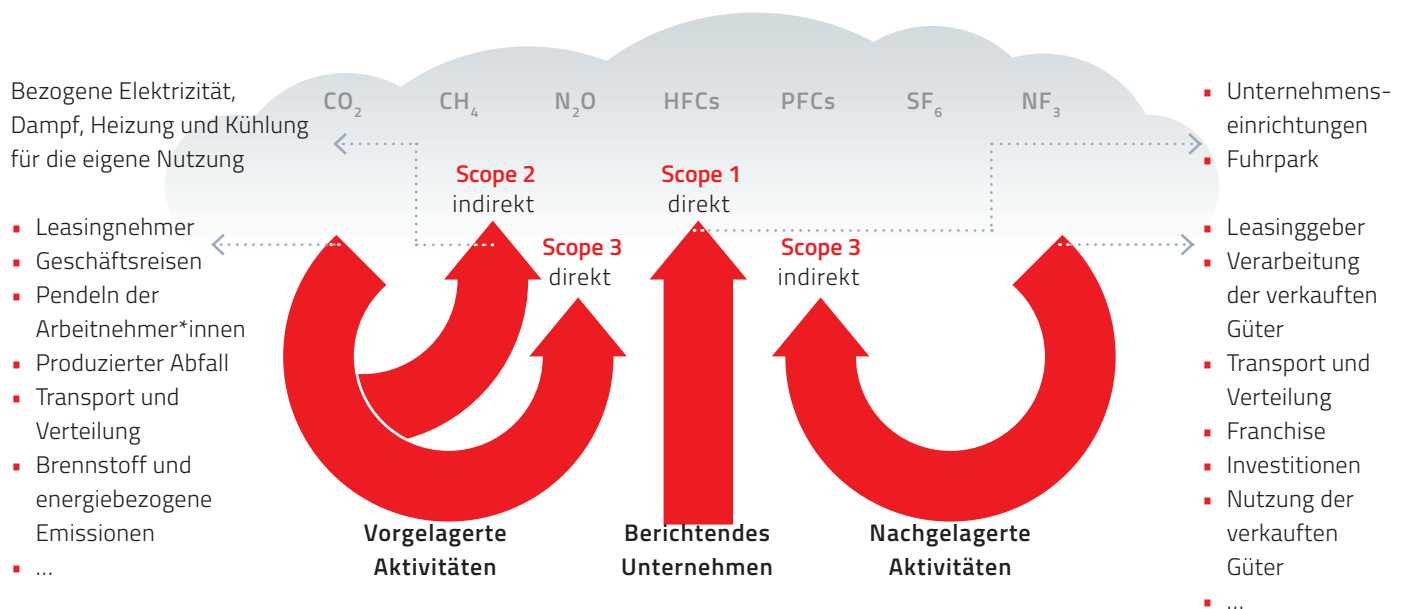 Bezogene Elektrizität,
Dampf, Heizung und Kühlung
für die eigene Nutzung
CO₂ CH₄ N₂O HFCs PFCs SF₆ NF₃
▪ Unternehmens-
einrichtungen
▪ Fuhrpark
Scope 2
indirekt
Scope 1
direkt
Scope 3
direkt
Scope 3
indirekt
▪ Leasingnehmer
▪ Geschäftsreisen
▪ Pendeln der
Arbeitnehmer*innen
▪ Produzierter Abfall
▪ Transport und
Verteilung
▪ Brennstoff und
energiebezogene
Emissionen
▪ ...
▪ Leasinggeber
▪ Verarbeitung
der verkauften
Güter
▪ Transport und
Verteilung
▪ Franchise
▪ Investitionen
▪ Nutzung der
verkauften
Güter
▪ ...
Vorgelagerte
Aktivitäten
Berichtendes
Unternehmen
Nachgelagerte
Aktivitäten